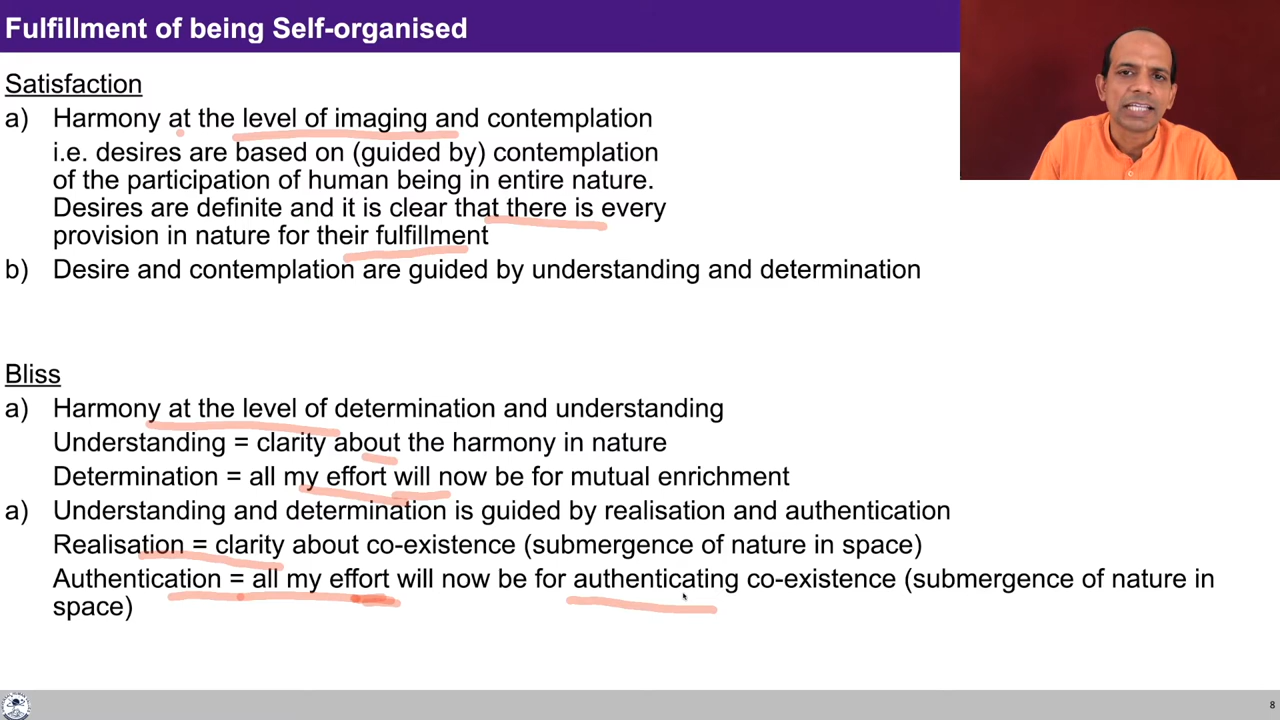 Fulfillment of being Self-organised
Satisfaction
a) Harmony at the level of imaging and contemplation
i.e. desires are based on (guided by) contemplation
of the participation of human being in entire nature.
Desires are definite and it is clear that there is every
provision in nature for their fulfillment
b) Desire and contemplation are guided by understanding and determination
Bliss
a) Harmony at the level of determination and understanding
Understanding = clarity about the harmony in nature
Determination = all my effort will now be for mutual enrichment
a) Understanding and determination is guided by realisation and authentication
Realisation = clarity about co-existence (submergence of nature in space)
Authentication = all my effort will now be for authenticating co-existence (submergence of nature in
space)
8